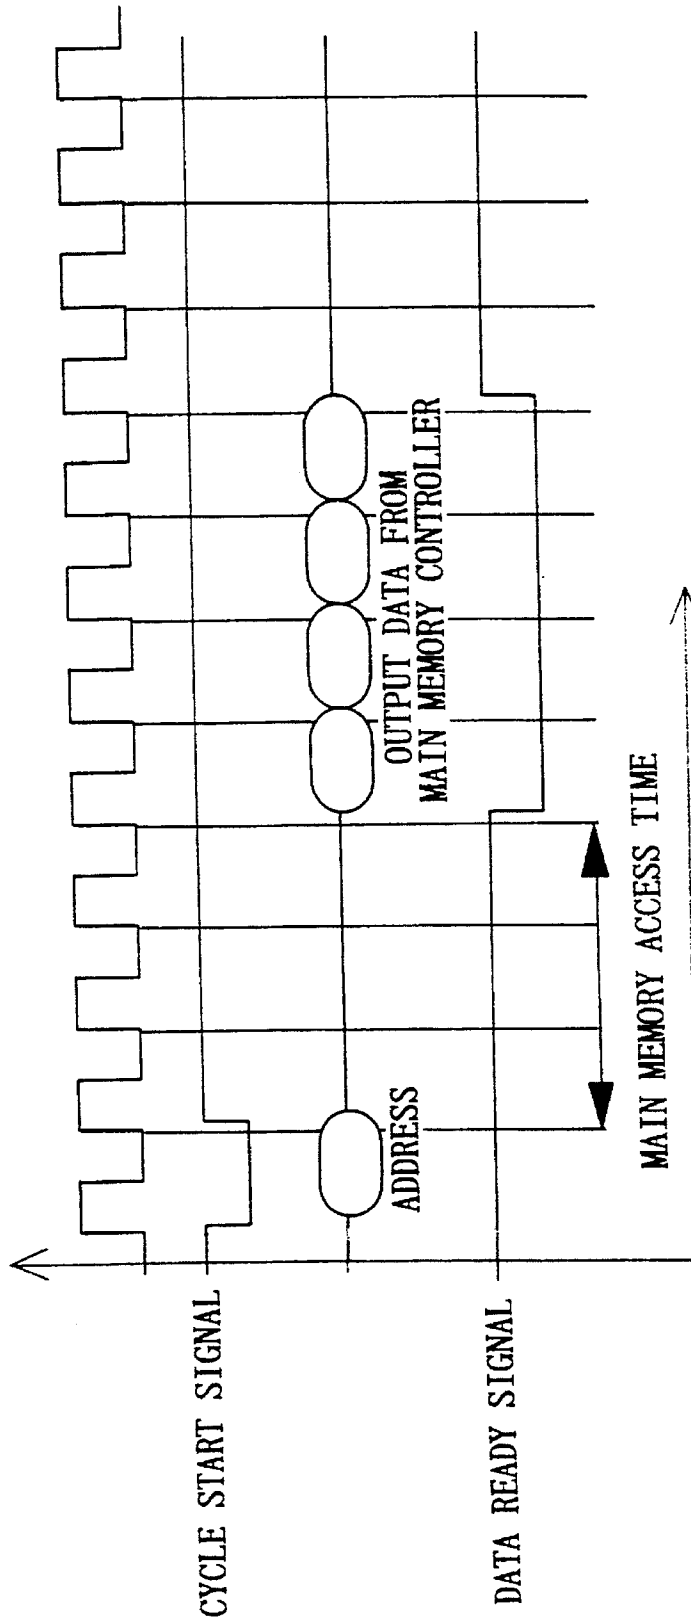 CYCLE START SIGNAL
ADDRESS
OUTPUT DATA FROM
MAIN MEMORY CONTROLLER
DATA READY SIGNAL
MAIN MEMORY ACCESS TIME